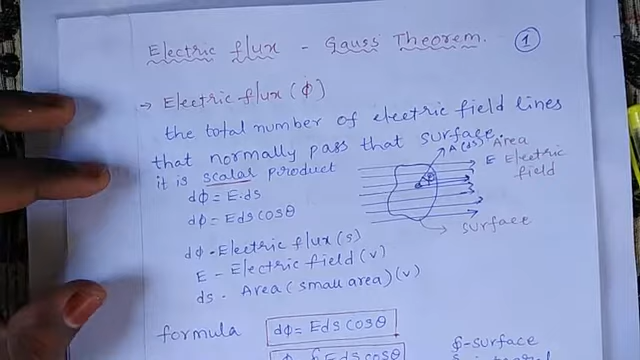 Electric flux - Gauss Theorem. 1
→ Electric flux (ϕ)
the total number of electric field lines
that normally pass that surface.
it is scalar product
dϕ = E.ds
dϕ = Eds cosθ
A(ds) Area
E Electric
field
surface
dϕ - Electric flux (s)
E - Electric field (v)
ds - Area (small area) (v)
formula dϕ = Eds cosθ
∮-surface